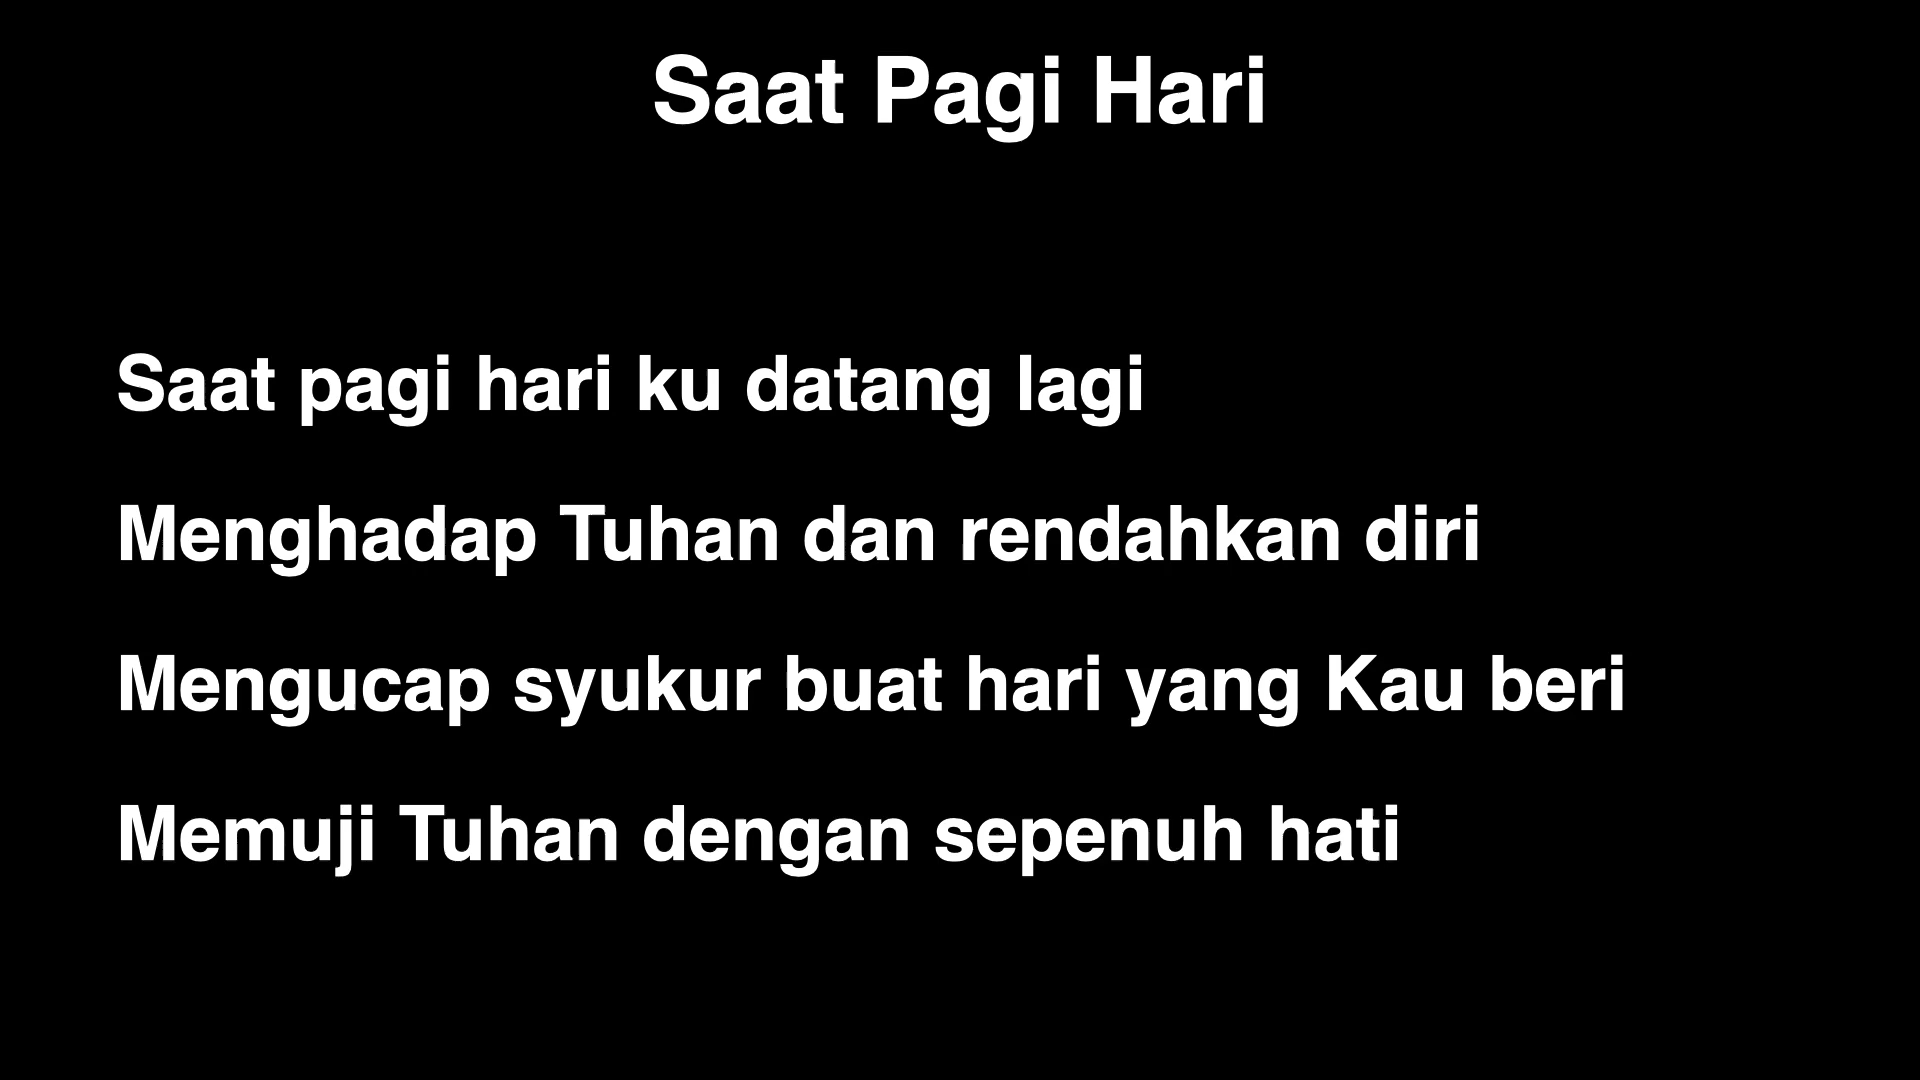 Saat Pagi Hari
Saat pagi hari ku datang lagi
Menghadap Tuhan dan rendahkan diri
Mengucap syukur buat hari yang Kau beri
Memuji Tuhan dengan sepenuh hati